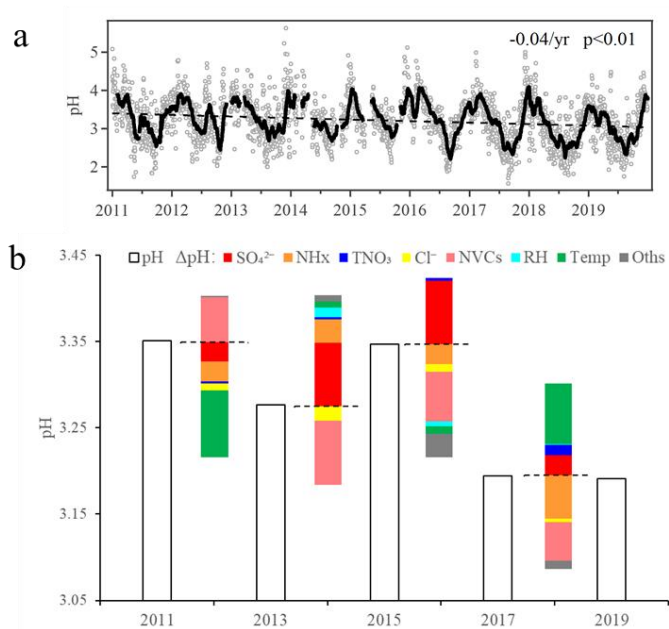 a
-0.04/yr p<0.01
5
4
3
2
pH
2011 2012 2013 2014 2015 2016 2017 2018 2019
b
pH ΔpH: SO₄²⁻ NHx TNO₃ Cl⁻ NVCs RH Temp Oths
3.45
3.35
3.25
3.15
3.05
pH
2011 2013 2015 2017 2019